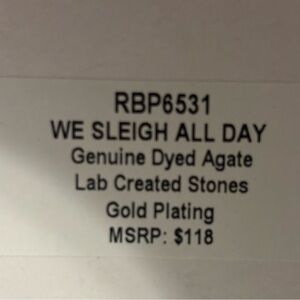 RBP6531
WE SLEIGH ALL DAY
Genuine Dyed Agate
Lab Created Stones
Gold Plating
MSRP: $118